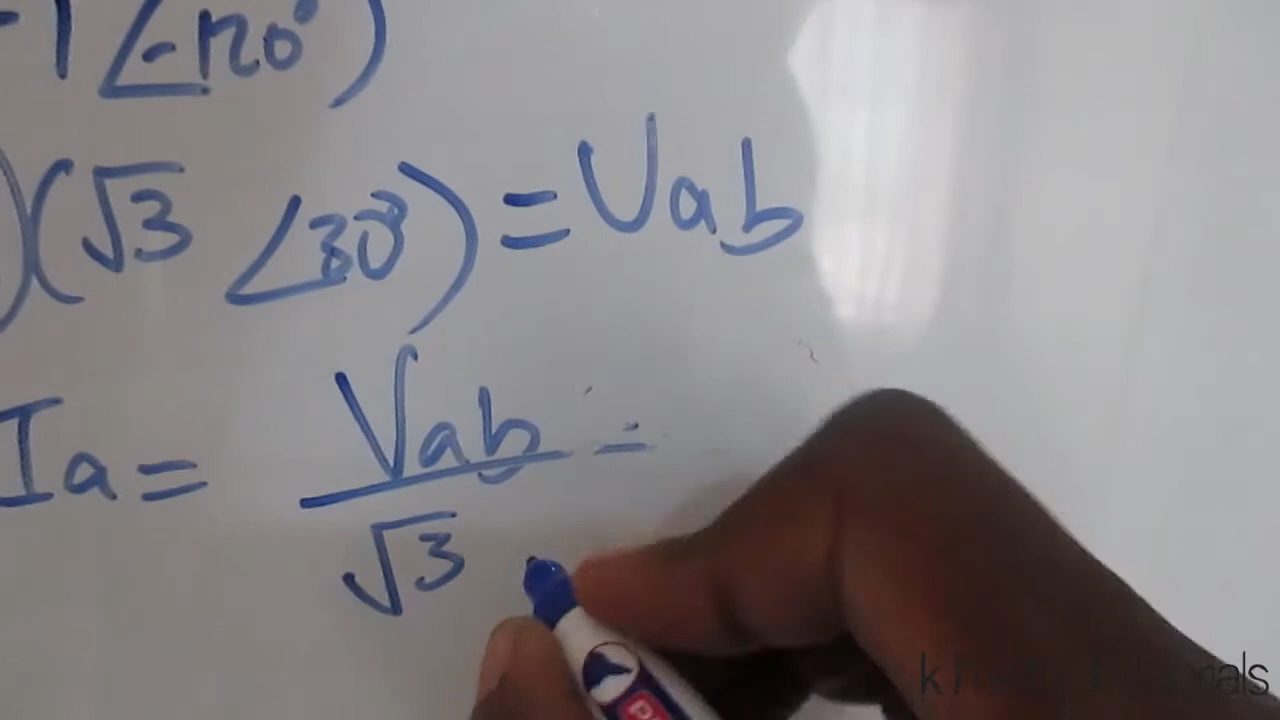 -1∠-120°)
)(√3 ∠30°) = Vab
Ia = Vab =
√3